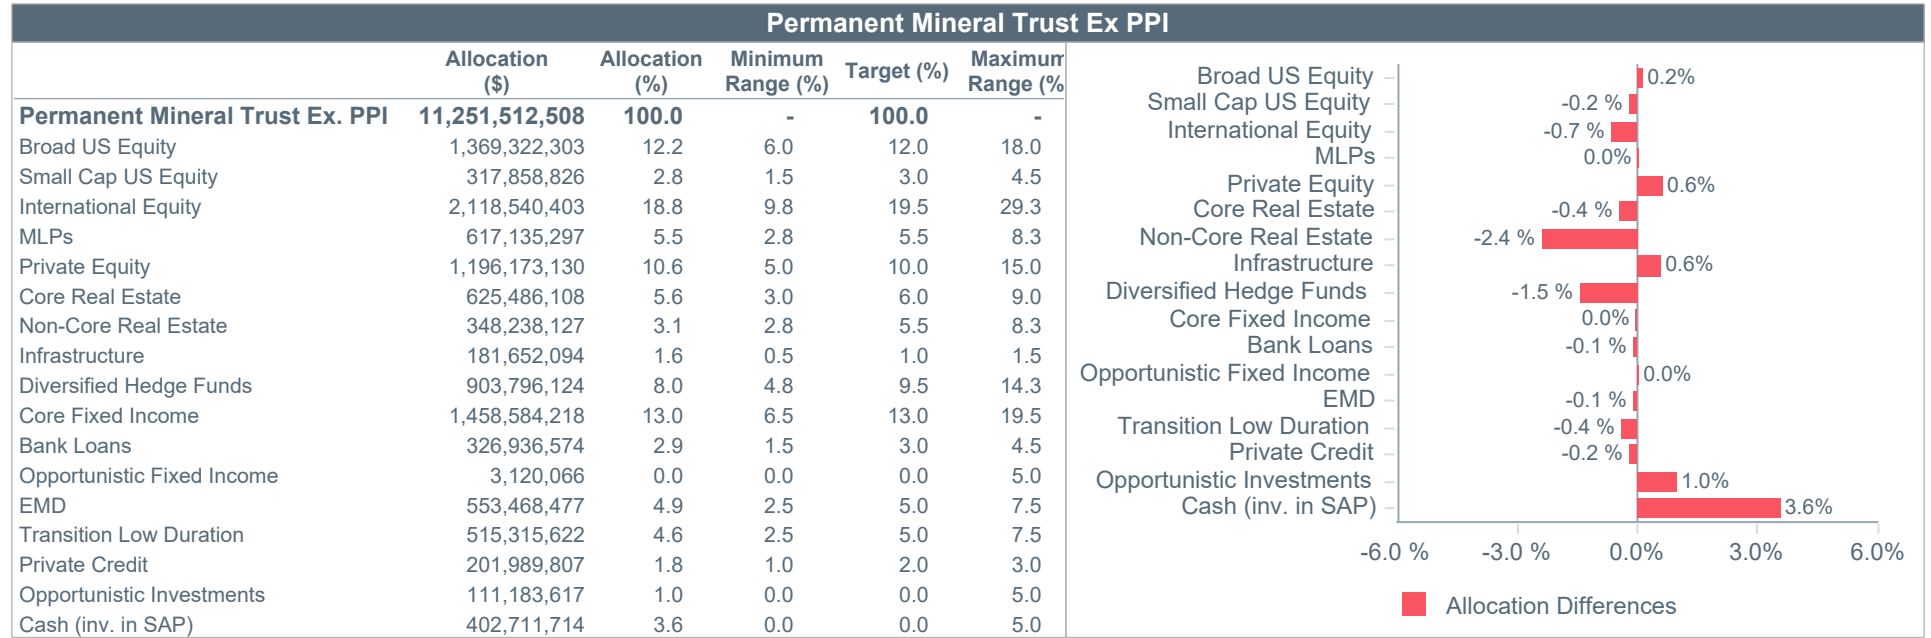 Permanent Mineral Trust Ex PPI
Allocation ($) Allocation (%) Minimum Range (%) Target (%) Maximum Range (%
Permanent Mineral Trust Ex. PPI 11,251,512,508 100.0 - 100.0 -
Broad US Equity 1,369,322,303 12.2 6.0 12.0 18.0
Small Cap US Equity 317,858,826 2.8 1.5 3.0 4.5
International Equity 2,118,540,403 18.8 9.8 19.5 29.3
MLPs 617,135,297 5.5 2.8 5.5 8.3
Private Equity 1,196,173,130 10.6 5.0 10.0 15.0
Core Real Estate 625,486,108 5.6 3.0 6.0 9.0
Non-Core Real Estate 348,238,127 3.1 2.8 5.5 8.3
Infrastructure 181,652,094 1.6 0.5 1.0 1.5
Diversified Hedge Funds 903,796,124 8.0 4.8 9.5 14.3
Core Fixed Income 1,458,584,218 13.0 6.5 13.0 19.5
Bank Loans 326,936,574 2.9 1.5 3.0 4.5
Opportunistic Fixed Income 3,120,066 0.0 0.0 0.0 5.0
EMD 553,468,477 4.9 2.5 5.0 7.5
Transition Low Duration 515,315,622 4.6 2.5 5.0 7.5
Private Credit 201,989,807 1.8 1.0 2.0 3.0
Opportunistic Investments 111,183,617 1.0 0.0 0.0 5.0
Cash (inv. in SAP) 402,711,714 3.6 0.0 0.0 5.0
Broad US Equity 0.2%
Small Cap US Equity -0.2 %
International Equity -0.7 %
MLPs 0.0%
Private Equity 0.6%
Core Real Estate -0.4 %
Non-Core Real Estate -2.4 %
Infrastructure 0.6%
Diversified Hedge Funds -1.5 %
Core Fixed Income 0.0%
Bank Loans -0.1 %
Opportunistic Fixed Income 0.0%
EMD -0.1 %
Transition Low Duration -0.4 %
Private Credit -0.2 %
Opportunistic Investments 1.0%
Cash (inv. in SAP) 3.6%
-6.0 % -3.0 % 0.0% 3.0% 6.0%
Allocation Differences